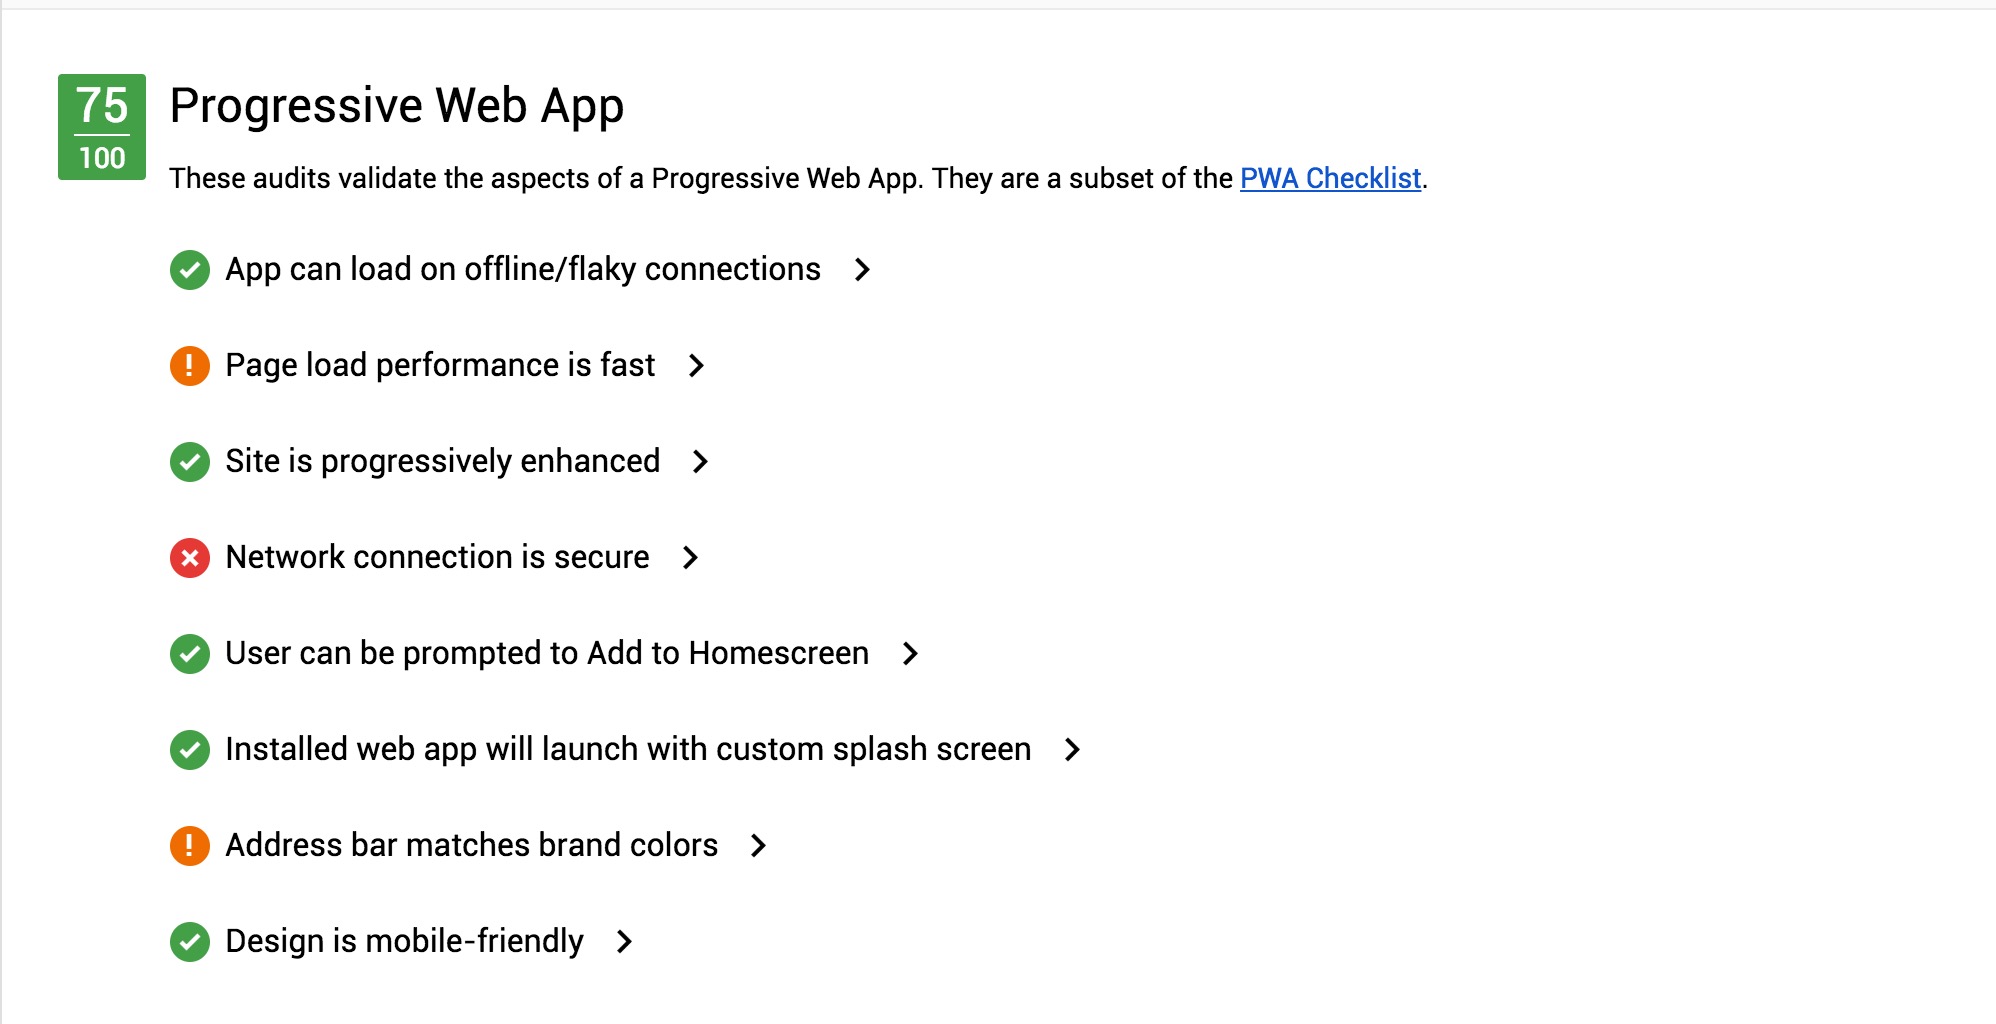 75
100
Progressive Web App
These audits validate the aspects of a Progressive Web App. They are a subset of the PWA Checklist.
App can load on offline/flaky connections
Page load performance is fast
Site is progressively enhanced
Network connection is secure
User can be prompted to Add to Homescreen
Installed web app will launch with custom splash screen
Address bar matches brand colors
Design is mobile-friendly